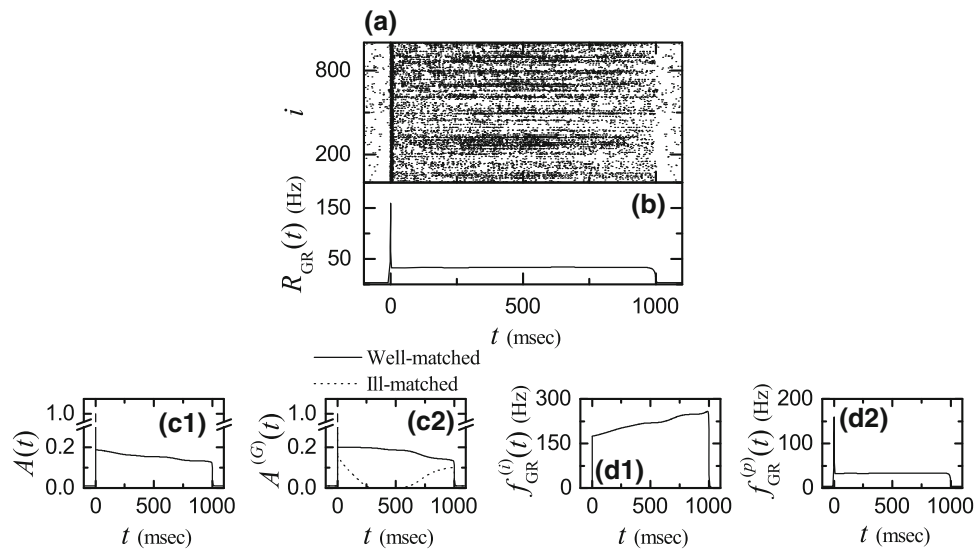 (a)
800
200
i
(b)
150
50
R_GR(t) (Hz)
0 500 1000
t (msec)
Well-matched
Ill-matched
(c1)
1.0
0.2
0.0
A(t)
0 500 1000
t (msec)
(c2)
1.0
0.2
0.0
A^(G)(t)
0 500 1000
t (msec)
(d1)
300
150
0
f_GR^(i)(t) (Hz)
0 500 1000
t (msec)
(d2)
200
100
0
f_GR^(p)(t) (Hz)
0 500 1000
t (msec)